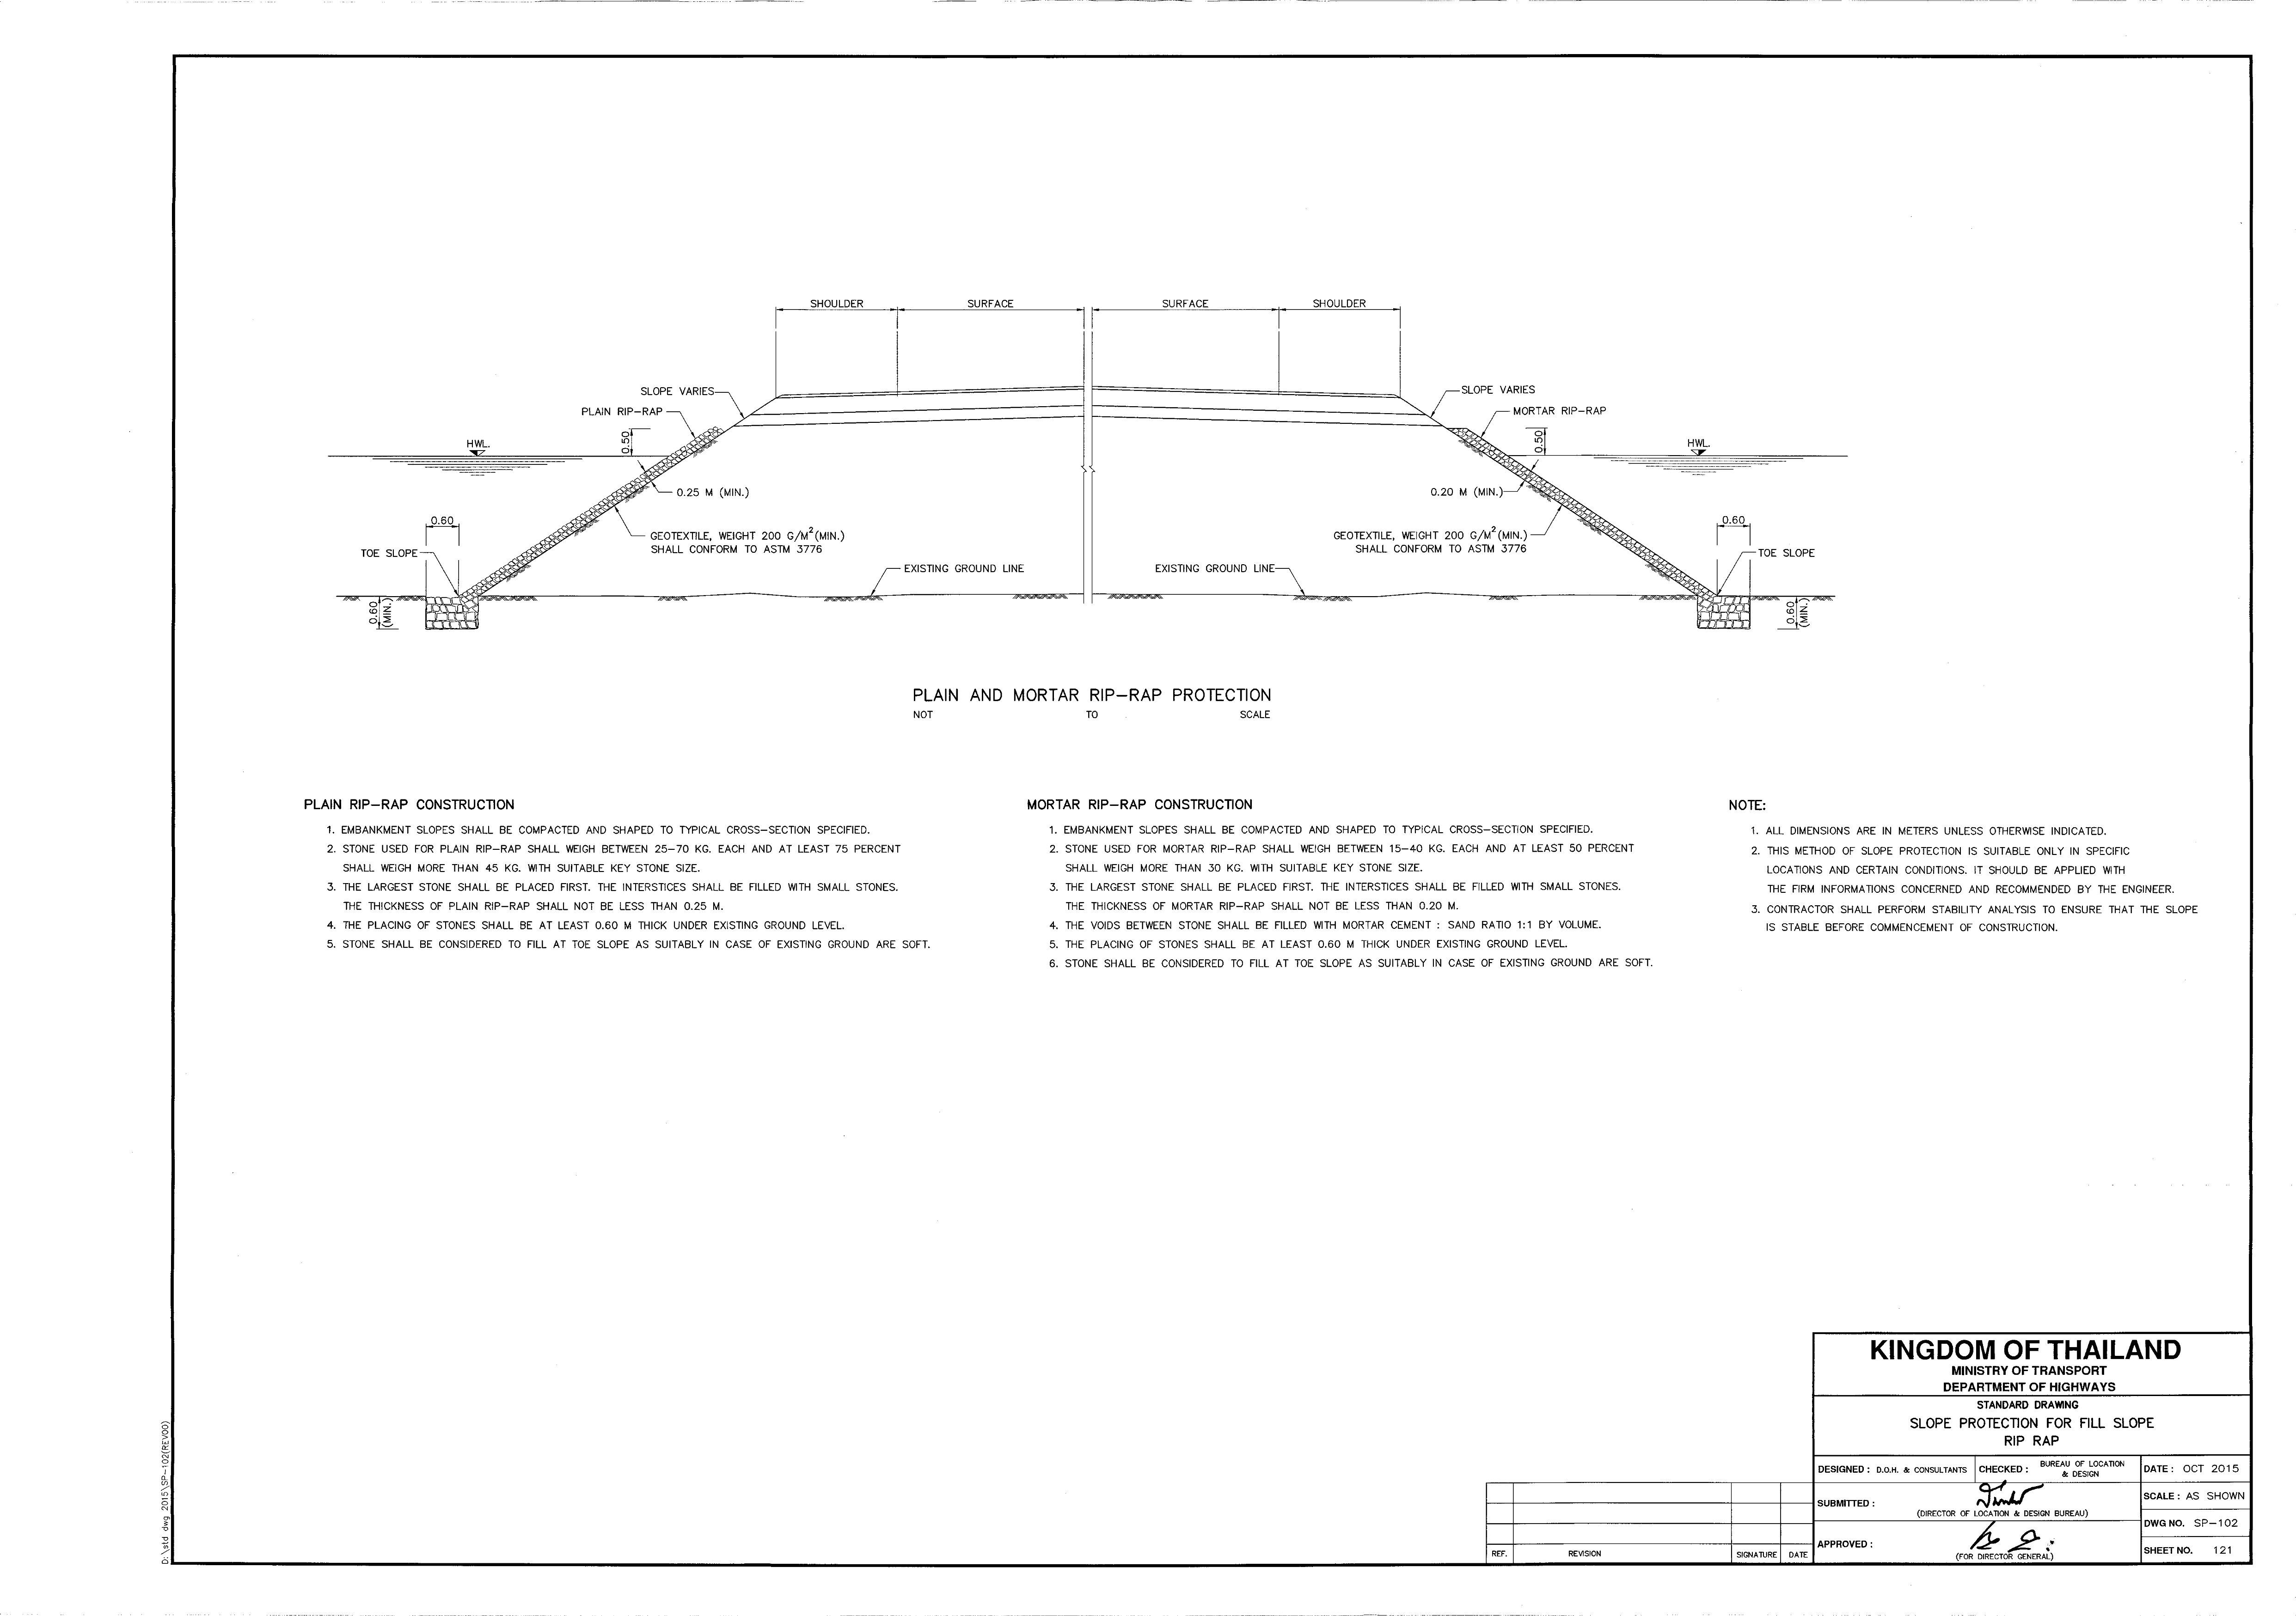 SHOULDER SURFACE SURFACE SHOULDER
SLOPE VARIES
PLAIN RIP-RAP
HWL.
0.50
0.25 M (MIN.)
0.60
GEOTEXTILE, WEIGHT 200 G/M2(MIN.)
SHALL CONFORM TO ASTM 3776
TOE SLOPE
EXISTING GROUND LINE
0.60
(MIN.)
SLOPE VARIES
MORTAR RIP-RAP
0.50
HWL.
0.20 M (MIN.)
0.60
GEOTEXTILE, WEIGHT 200 G/M2(MIN.)
SHALL CONFORM TO ASTM 3776
TOE SLOPE
EXISTING GROUND LINE
0.60
(MIN.)
PLAIN AND MORTAR RIP-RAP PROTECTION
NOT TO SCALE
PLAIN RIP-RAP CONSTRUCTION
1. EMBANKMENT SLOPES SHALL BE COMPACTED AND SHAPED TO TYPICAL CROSS-SECTION SPECIFIED.
2. STONE USED FOR PLAIN RIP-RAP SHALL WEIGH BETWEEN 25-70 KG. EACH AND AT LEAST 75 PERCENT
SHALL WEIGH MORE THAN 45 KG. WITH SUITABLE KEY STONE SIZE.
3. THE LARGEST STONE SHALL BE PLACED FIRST. THE INTERSTICES SHALL BE FILLED WITH SMALL STONES.
THE THICKNESS OF PLAIN RIP-RAP SHALL NOT BE LESS THAN 0.25 M.
4. THE PLACING OF STONES SHALL BE AT LEAST 0.60 M THICK UNDER EXISTING GROUND LEVEL.
5. STONE SHALL BE CONSIDERED TO FILL AT TOE SLOPE AS SUITABLY IN CASE OF EXISTING GROUND ARE SOFT.
MORTAR RIP-RAP CONSTRUCTION
1. EMBANKMENT SLOPES SHALL BE COMPACTED AND SHAPED TO TYPICAL CROSS-SECTION SPECIFIED.
2. STONE USED FOR MORTAR RIP-RAP SHALL WEIGH BETWEEN 15-40 KG. EACH AND AT LEAST 50 PERCENT
SHALL WEIGH MORE THAN 30 KG. WITH SUITABLE KEY STONE SIZE.
3. THE LARGEST STONE SHALL BE PLACED FIRST. THE INTERSTICES SHALL BE FILLED WITH SMALL STONES.
THE THICKNESS OF MORTAR RIP-RAP SHALL NOT BE LESS THAN 0.20 M.
4. THE VOIDS BETWEEN STONE SHALL BE FILLED WITH MORTAR CEMENT : SAND RATIO 1:1 BY VOLUME.
5. THE PLACING OF STONES SHALL BE AT LEAST 0.60 M THICK UNDER EXISTING GROUND LEVEL.
6. STONE SHALL BE CONSIDERED TO FILL AT TOE SLOPE AS SUITABLY IN CASE OF EXISTING GROUND ARE SOFT.
NOTE:
1. ALL DIMENSIONS ARE IN METERS UNLESS OTHERWISE INDICATED.
2. THIS METHOD OF SLOPE PROTECTION IS SUITABLE ONLY IN SPECIFIC
LOCATIONS AND CERTAIN CONDITIONS. IT SHOULD BE APPLIED WITH
THE FIRM INFORMATIONS CONCERNED AND RECOMMENDED BY THE ENGINEER.
3. CONTRACTOR SHALL PERFORM STABILITY ANALYSIS TO ENSURE THAT THE SLOPE
IS STABLE BEFORE COMMENCEMENT OF CONSTRUCTION.
D:\std dwg 2015\SP-102(REV00)
REF. REVISION SIGNATURE DATE
KINGDOM OF THAILAND
MINISTRY OF TRANSPORT
DEPARTMENT OF HIGHWAYS
STANDARD DRAWING
SLOPE PROTECTION FOR FILL SLOPE
RIP RAP
DESIGNED : D.O.H. & CONSULTANTS
CHECKED : BUREAU OF LOCATION
& DESIGN
DATE : OCT 2015
SUBMITTED :
(DIRECTOR OF LOCATION & DESIGN BUREAU)
SCALE : AS SHOWN
DWG NO. SP-102
APPROVED :
(FOR DIRECTOR GENERAL)
SHEET NO. 121